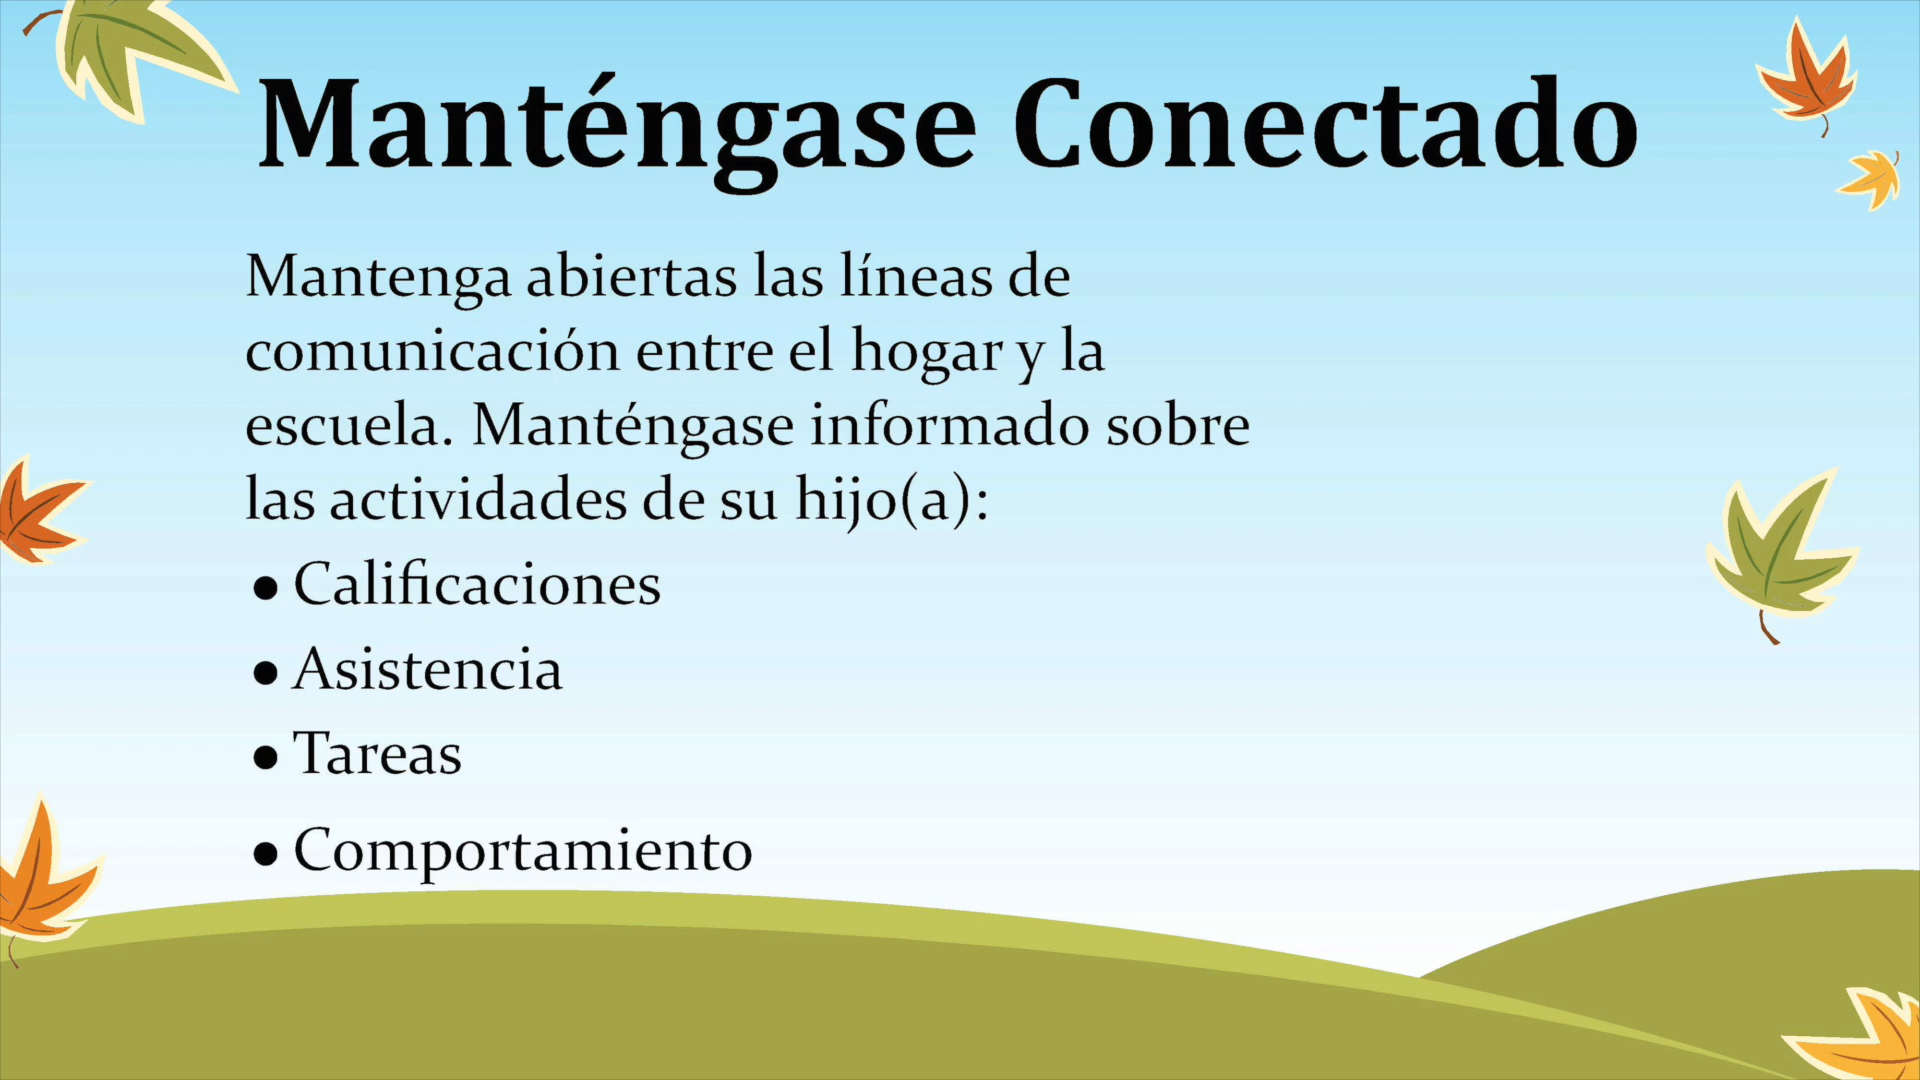 Manténgase Conectado
Mantenga abiertas las líneas de
comunicación entre el hogar y la
escuela. Manténgase informado sobre
las actividades de su hijo(a):
• Calificaciones
• Asistencia
• Tareas
• Comportamiento